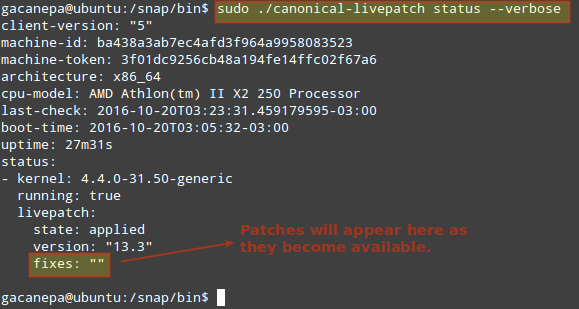 gacanepa@ubuntu:/snap/bin$ sudo ./canonical-livepatch status --verbose
client-version: "5"
machine-id: ba438a3ab7ec4afd3f964a9958083523
machine-token: 3f01dc9256cb48a194fe14ffc02f67a6
architecture: x86_64
cpu-model: AMD Athlon(tm) II X2 250 Processor
last-check: 2016-10-20T03:23:31.459179595-03:00
boot-time: 2016-10-20T03:05:32-03:00
uptime: 27m31s
status:
- kernel: 4.4.0-31.50-generic
  running: true
  livepatch:
    state: applied
    version: "13.3"
    fixes: ""
Patches will appear here as
they become available.
gacanepa@ubuntu:/snap/bin$